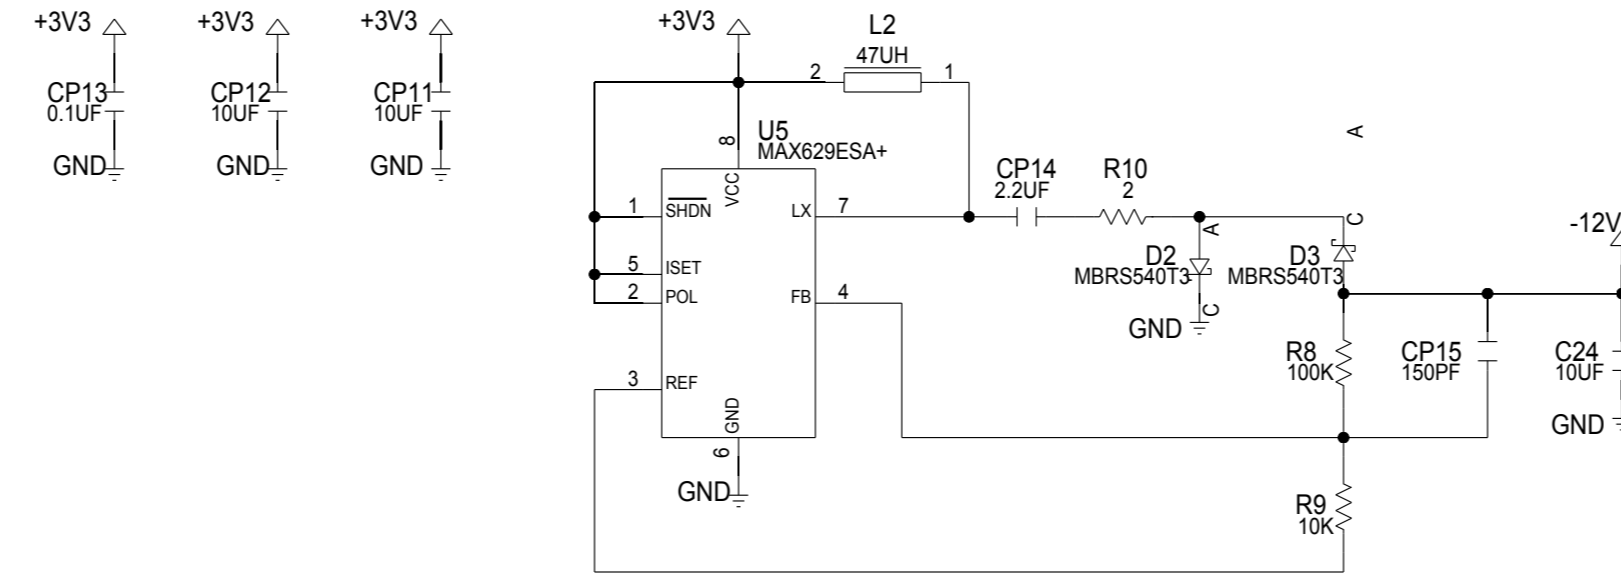 +3V3
+3V3
+3V3
+3V3
L2
47UH
2
1
CP13
0.1UF
CP12
10UF
CP11
10UF
GND
GND
GND
8
U5
MAX629ESA+
VCC
1
SHDN
LX
7
5
ISET
2
POL
FB
4
3
REF
GND
6
GND
CP14
2.2UF
R10
2
A
A
C
D2
MBRS540T3
C
GND
D3
MBRS540T3
-12V
R8
100K
CP15
150PF
C24
10UF
GND
R9
10K